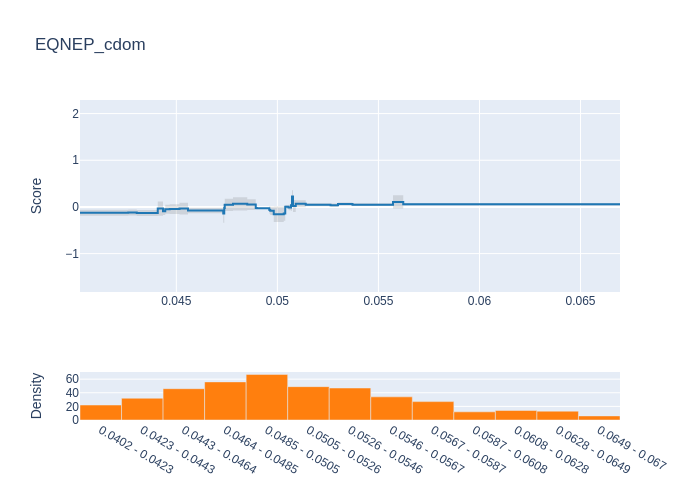 EQNEP_cdom
Score
2
1
0
−1
0.045
0.05
0.055
0.06
0.065
Density
60
40
20
0
0.0402 - 0.0423
0.0423 - 0.0443
0.0443 - 0.0464
0.0464 - 0.0485
0.0485 - 0.0505
0.0505 - 0.0526
0.0526 - 0.0546
0.0546 - 0.0567
0.0567 - 0.0587
0.0587 - 0.0608
0.0608 - 0.0628
0.0628 - 0.0649
0.0649 - 0.067